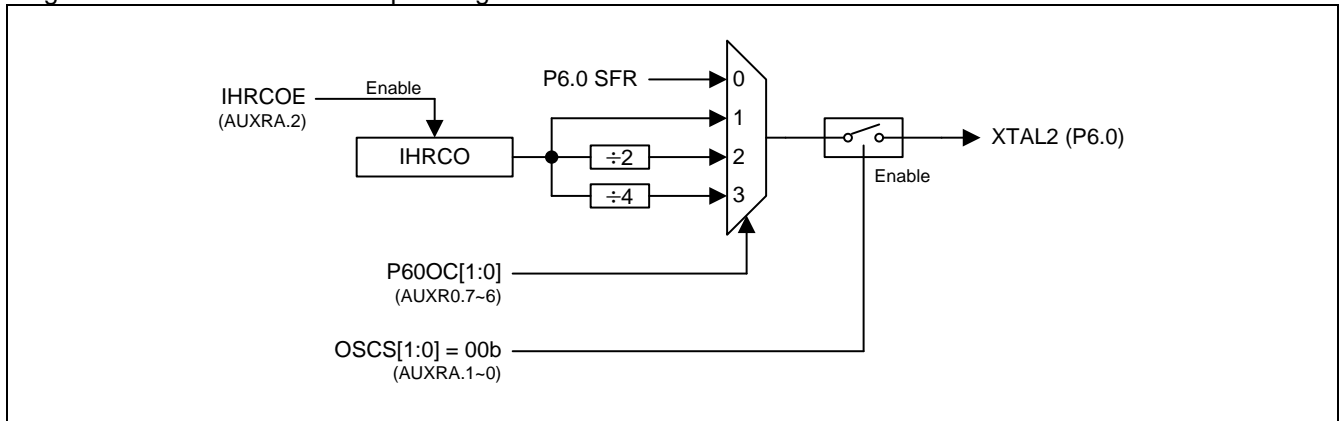 P6.0 SFR
0
IHRCOE
Enable
(AUXRA.2)
1
IHRCO
÷2
2
XTAL2 (P6.0)
Enable
÷4
3
P60OC[1:0]
(AUXR0.7~6)
OSCS[1:0] = 00b
(AUXRA.1~0)